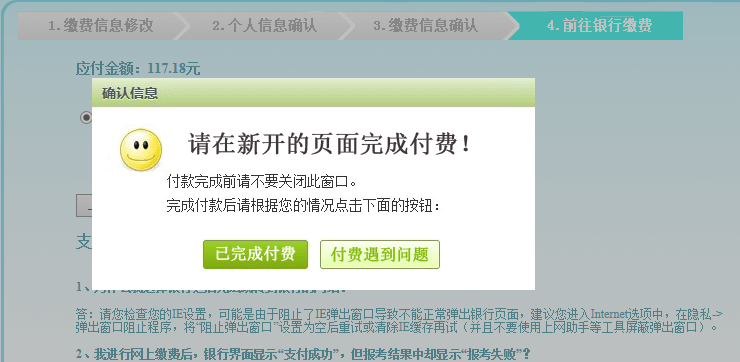 1.缴费信息修改
2.个人信息确认
3.缴费信息确认
4.前往银行缴费
应付金额：117.18元
确认信息
请在新开的页面完成付费！
付款完成前请不要关闭此窗口。
完成付款后请根据您的情况点击下面的按钮：
已完成付费
付费遇到问题
支
答：请您检查您的IE设置，可能是由于阻止了IE弹出窗口导致不能正常弹出银行页面，建议您进入Internet选项中，在隐私->
弹出窗口阻止程序，将“阻止弹出窗口”设置为空后重试或清除IE缓存再试（并且不要使用上网助手等工具屏蔽弹出窗口）。
2、我进行网上缴费后，银行界面显示“支付成功”，但报考结果中却显示“报考失败”？